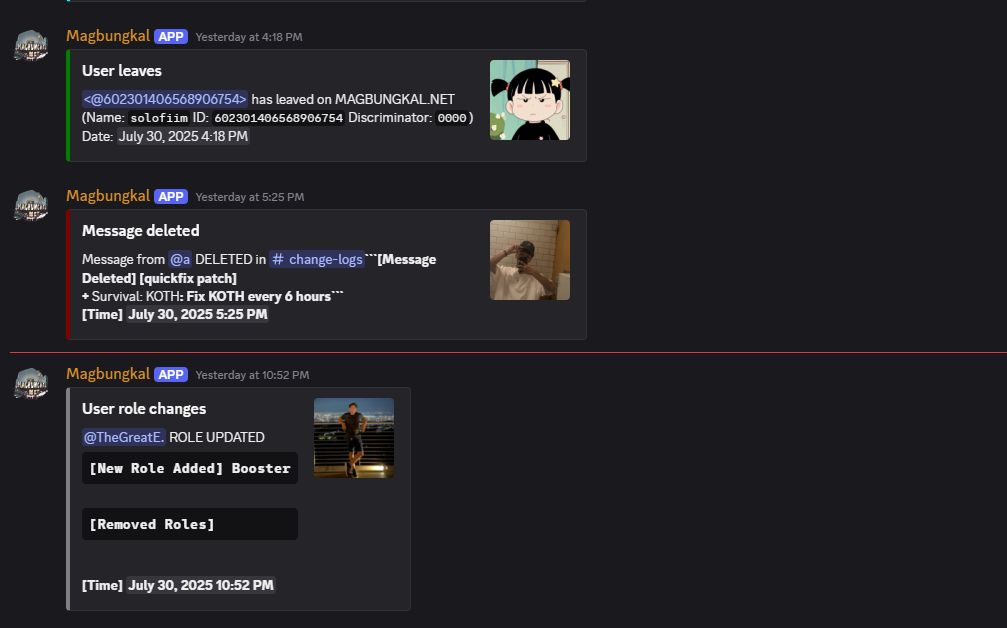 Magbungkal APP Yesterday at 4:18 PM
User leaves
<@602301406568906754> has leaved on MAGBUNGKAL.NET
(Name: solofiim ID: 602301406568906754 Discriminator: 0000)
Date: July 30, 2025 4:18 PM
Magbungkal APP Yesterday at 5:25 PM
Message deleted
Message from @a DELETED in # change-logs```[Message
Deleted] [quickfix patch]
+ Survival: KOTH: Fix KOTH every 6 hours```
[Time] July 30, 2025 5:25 PM
Magbungkal APP Yesterday at 10:52 PM
User role changes
@TheGreatE. ROLE UPDATED
[New Role Added] Booster
[Removed Roles]
[Time] July 30, 2025 10:52 PM